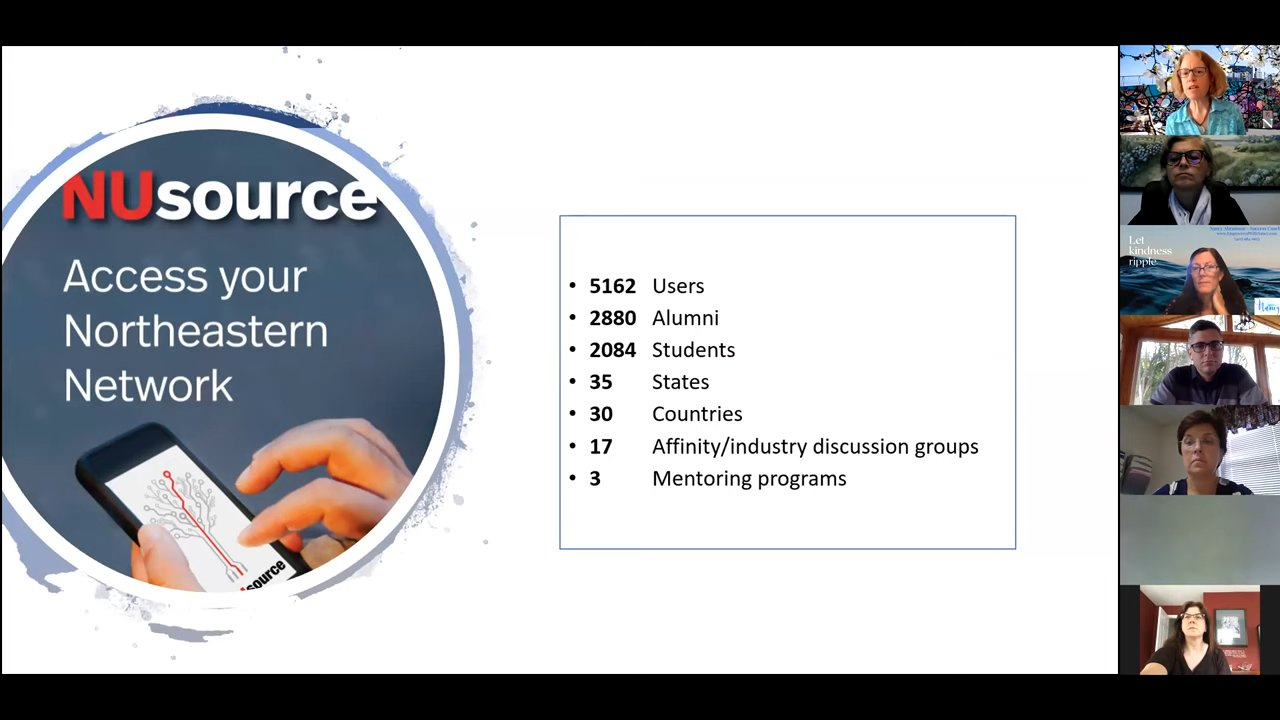 NUsource
Access your
Northeastern
Network
source
• 5162 Users
• 2880 Alumni
• 2084 Students
• 35 States
• 30 Countries
• 17 Affinity/industry discussion groups
• 3 Mentoring programs
N
Let
kindness
ripple